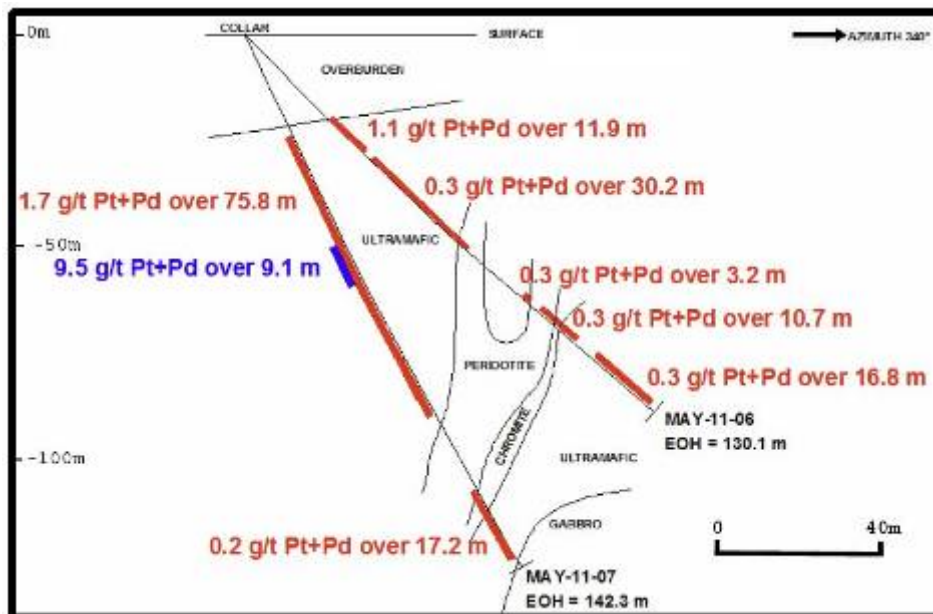 COLLAR
0m
SURFACE
AZIMUTH 340°
OVERBURDEN
1.1 g/t Pt+Pd over 11.9 m
0.3 g/t Pt+Pd over 30.2 m
1.7 g/t Pt+Pd over 75.8 m
ULTRAMAFIC
-50m
9.5 g/t Pt+Pd over 9.1 m
0.3 g/t Pt+Pd over 3.2 m
0.3 g/t Pt+Pd over 10.7 m
PERIDOTITE
0.3 g/t Pt+Pd over 16.8 m
MAY-11-06
EOH = 130.1 m
CHROMITE
-100m
ULTRAMAFIC
GABBRO
0 40m
0.2 g/t Pt+Pd over 17.2 m
MAY-11-07
EOH = 142.3 m